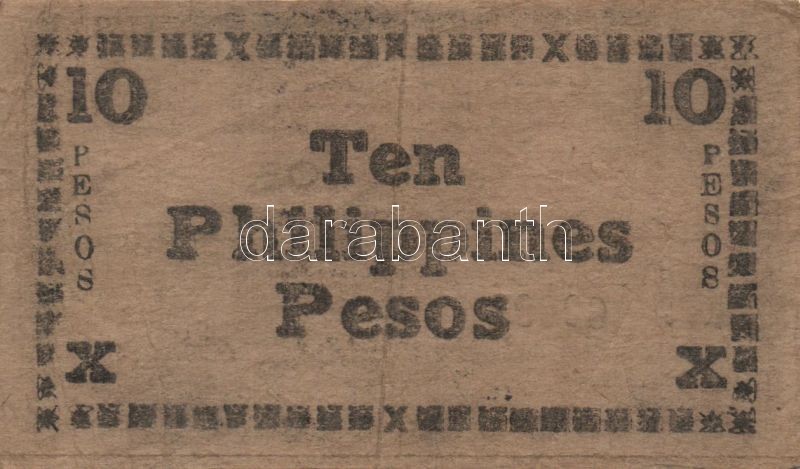 10 10
PESOS PESOS
Ten
Philippines
Pesos
X X
darabanth